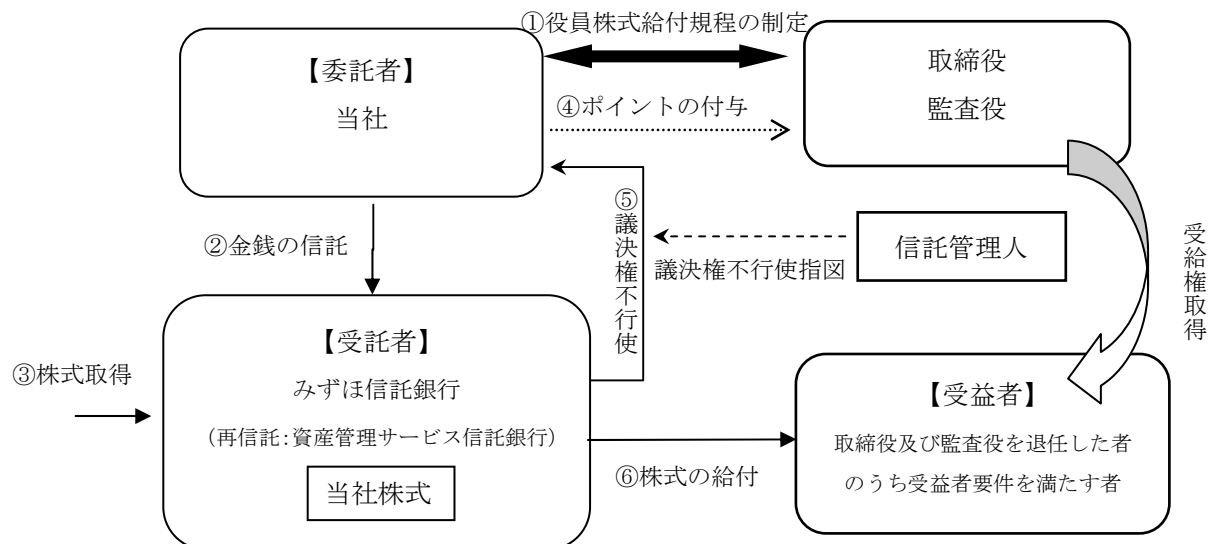 ①役員株式給付規程の制定
【委託者】
当社
取締役
監査役
④ポイントの付与
②金銭の信託
⑤議決権不行使
議決権不行使指図
信託管理人
受給権取得
③株式取得
【受託者】
みずほ信託銀行
(再信託:資産管理サービス信託銀行)
当社株式
⑥株式の給付
【受益者】
取締役及び監査役を退任した者
のうち受益者要件を満たす者